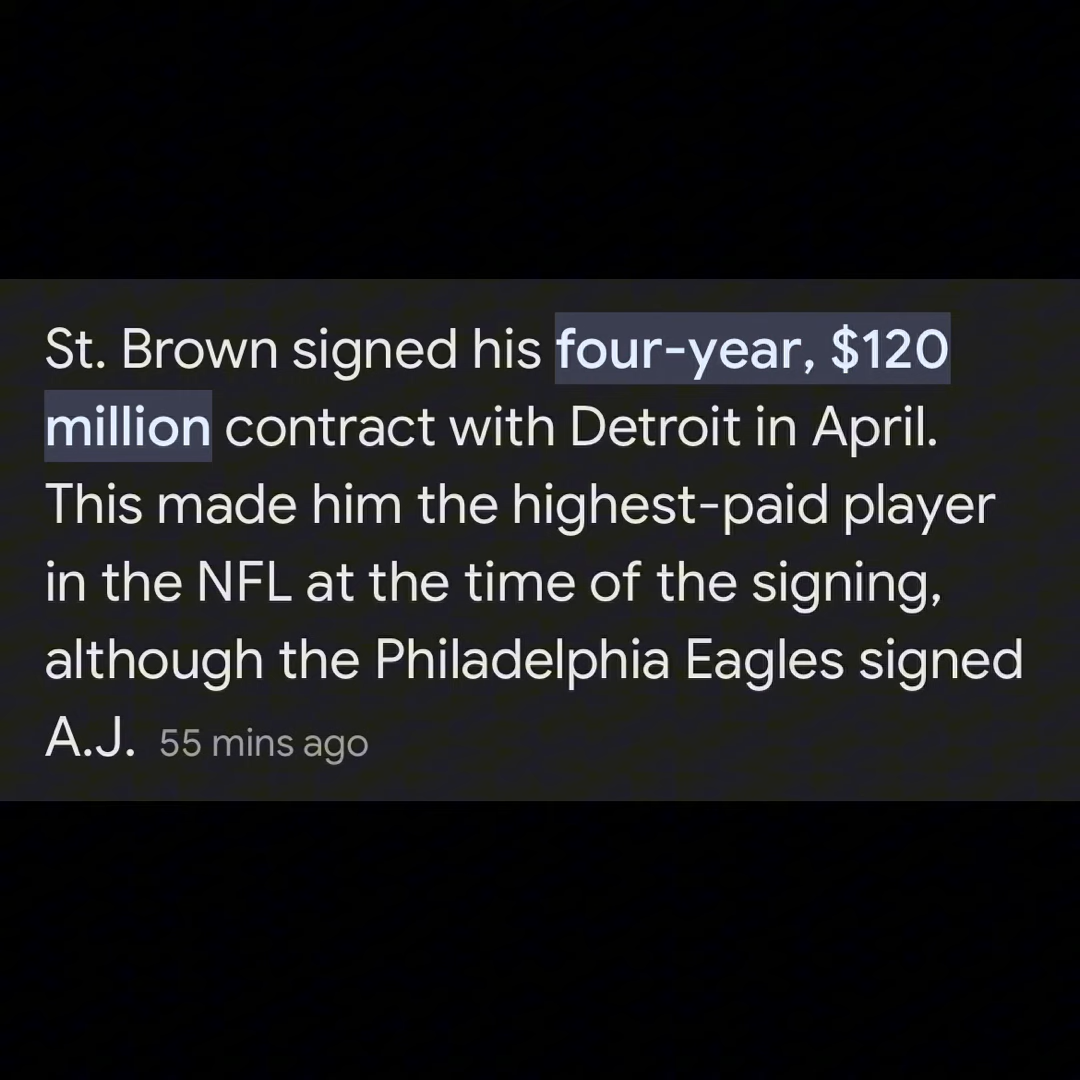 St. Brown signed his four-year, $120
million contract with Detroit in April.
This made him the highest-paid player
in the NFL at the time of the signing,
although the Philadelphia Eagles signed
A.J. 55 mins ago